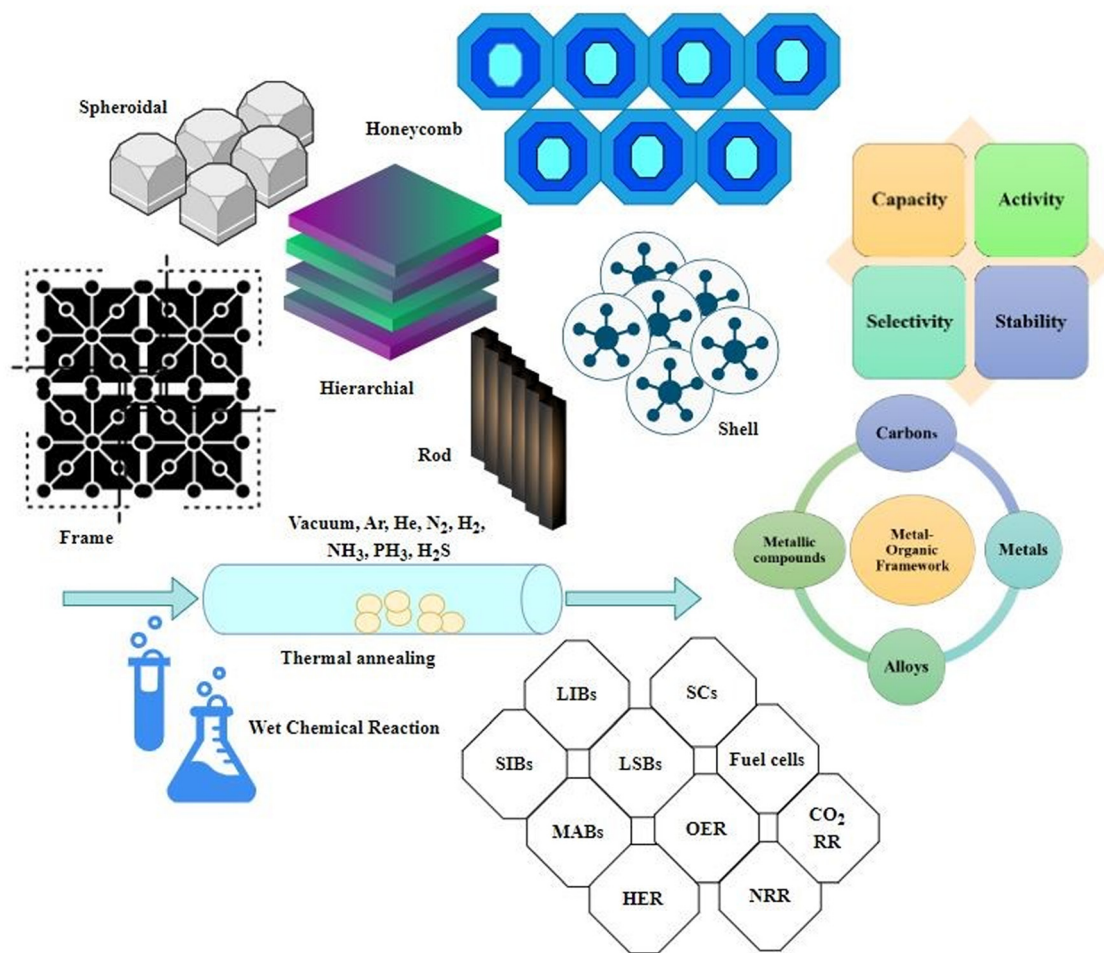 Spheroidal
Honeycomb
Capacity
Activity
Selectivity
Stability
Hierarchial
Shell
Rod
Frame
Vacuum, Ar, He, N₂, H₂,
NH₃, PH₃, H₂S
Thermal annealing
Wet Chemical Reaction
Carbons
Metallic
compounds
Metal-
Organic
Framework
Metals
Alloys
LIBs
SCs
SIBs
LSBs
Fuel cells
MABs
OER
CO₂
RR
HER
NRR